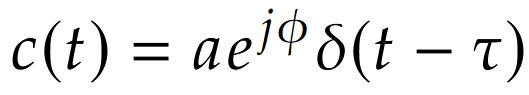 c(t) = ae^{jϕ}δ(t − τ)